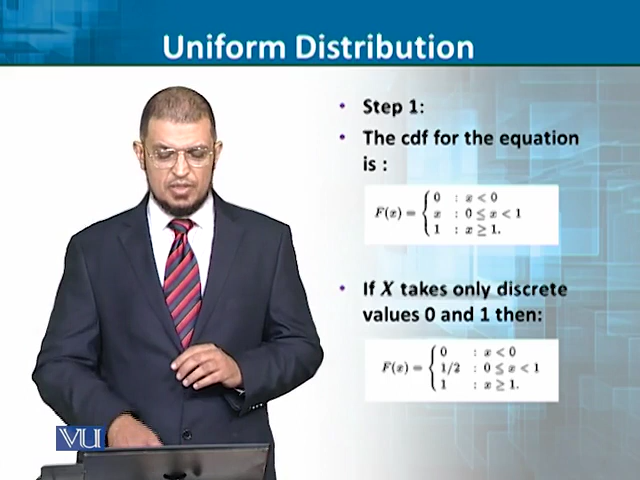 Uniform Distribution
• Step 1:
• The cdf for the equation
is :
F(x) = { 0 : x < 0
x : 0 ≤ x < 1
1 : x ≥ 1.
• If X takes only discrete
values 0 and 1 then:
F(x) = { 0 : x < 0
1/2 : 0 ≤ x < 1
1 : x ≥ 1.
VU